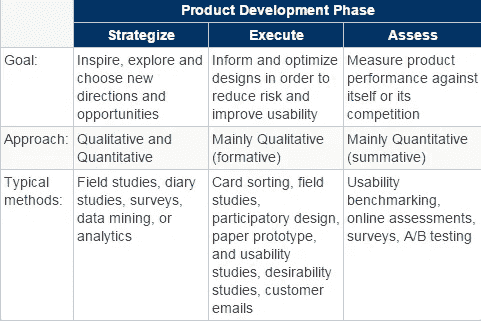 Product Development Phase
Strategize
Execute
Assess
Goal:
Inspire, explore and
choose new
directions and
opportunities
Inform and optimize
designs in order to
reduce risk and
improve usability
Measure product
performance against
itself or its
competition
Approach:
Qualitative and
Quantitative
Mainly Qualitative
(formative)
Mainly Quantitative
(summative)
Typical
methods:
Field studies, diary
studies, surveys,
data mining, or
analytics
Card sorting, field
studies,
participatory design,
paper prototype,
and usability
studies, desirability
studies, customer
emails
Usability
benchmarking,
online assessments,
surveys, A/B testing